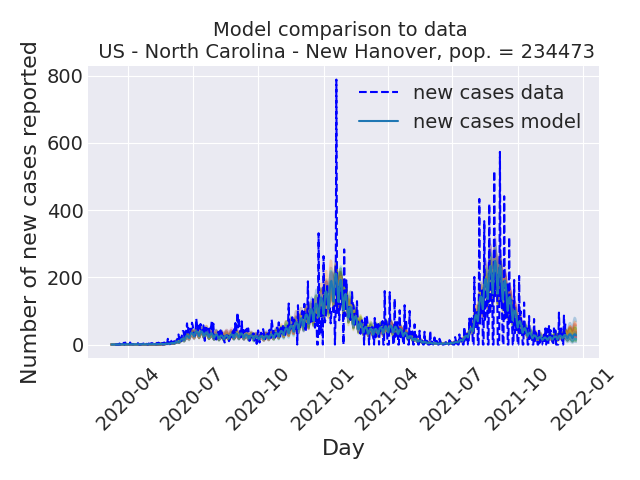 Model comparison to data
US - North Carolina - New Hanover, pop. = 234473
Number of new cases reported
800
600
400
200
0
new cases data
new cases model
2020-04
2020-07
2020-10
2021-01
2021-04
2021-07
2021-10
2022-01
Day